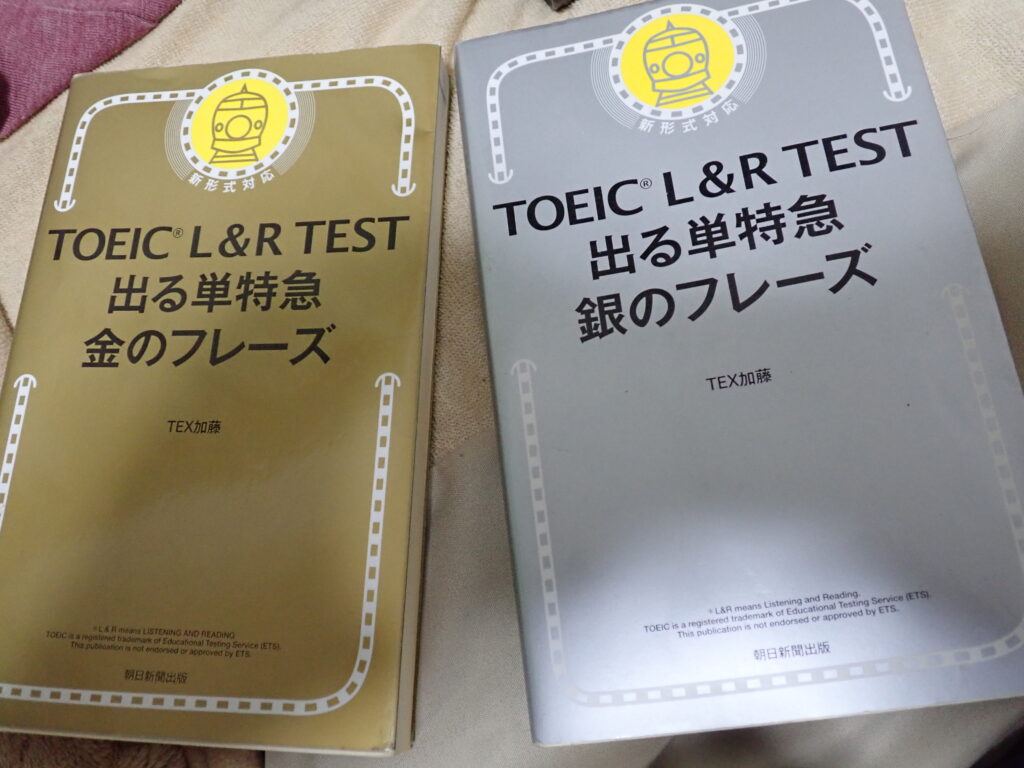 新形式対応
TOEIC® L&R TEST
出る単特急
金のフレーズ
TEX加藤
*L & R means LISTENING AND READING.
TOEIC is a registered trademark of Educational Testing Service (ETS).
This publication is not endorsed or approved by ETS.
朝日新聞出版
新形式対応
TOEIC® L&R TEST
出る単特急
銀のフレーズ
TEX加藤
*L&R means Listening and Reading.
TOEIC is a registered trademark of Educational Testing Service (ETS).
This publication is not endorsed or approved by ETS.
朝日新聞出版